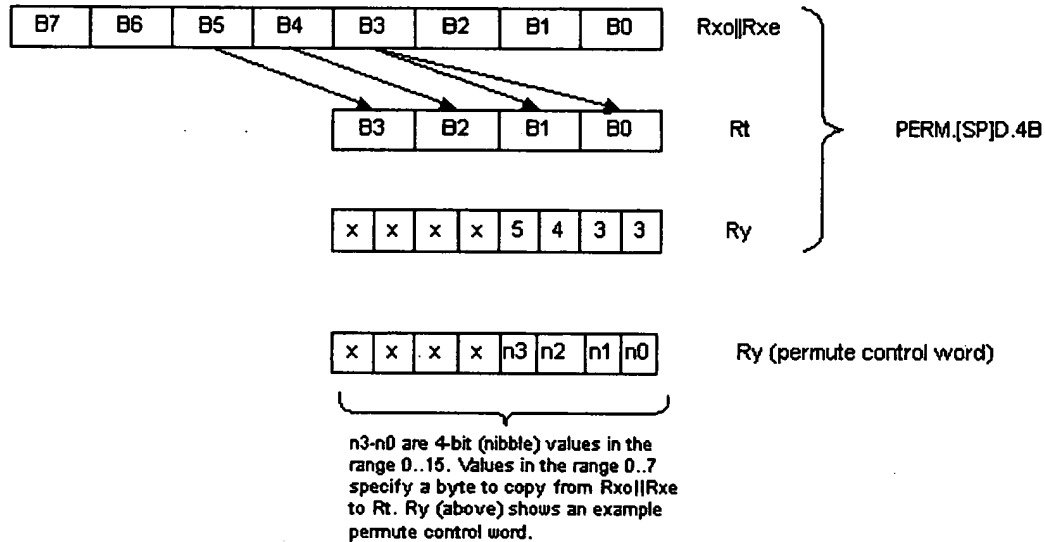 B7 B6 B5 B4 B3 B2 B1 B0 Rxo||Rxe
B3 B2 B1 B0 Rt PERM.[SP]D.4B
x x x x 5 4 3 3 Ry
x x x x n3 n2 n1 n0 Ry (permute control word)
n3-n0 are 4-bit (nibble) values in the
range 0..15. Values in the range 0..7
specify a byte to copy from Rxo||Rxe
to Rt. Ry (above) shows an example
permute control word.